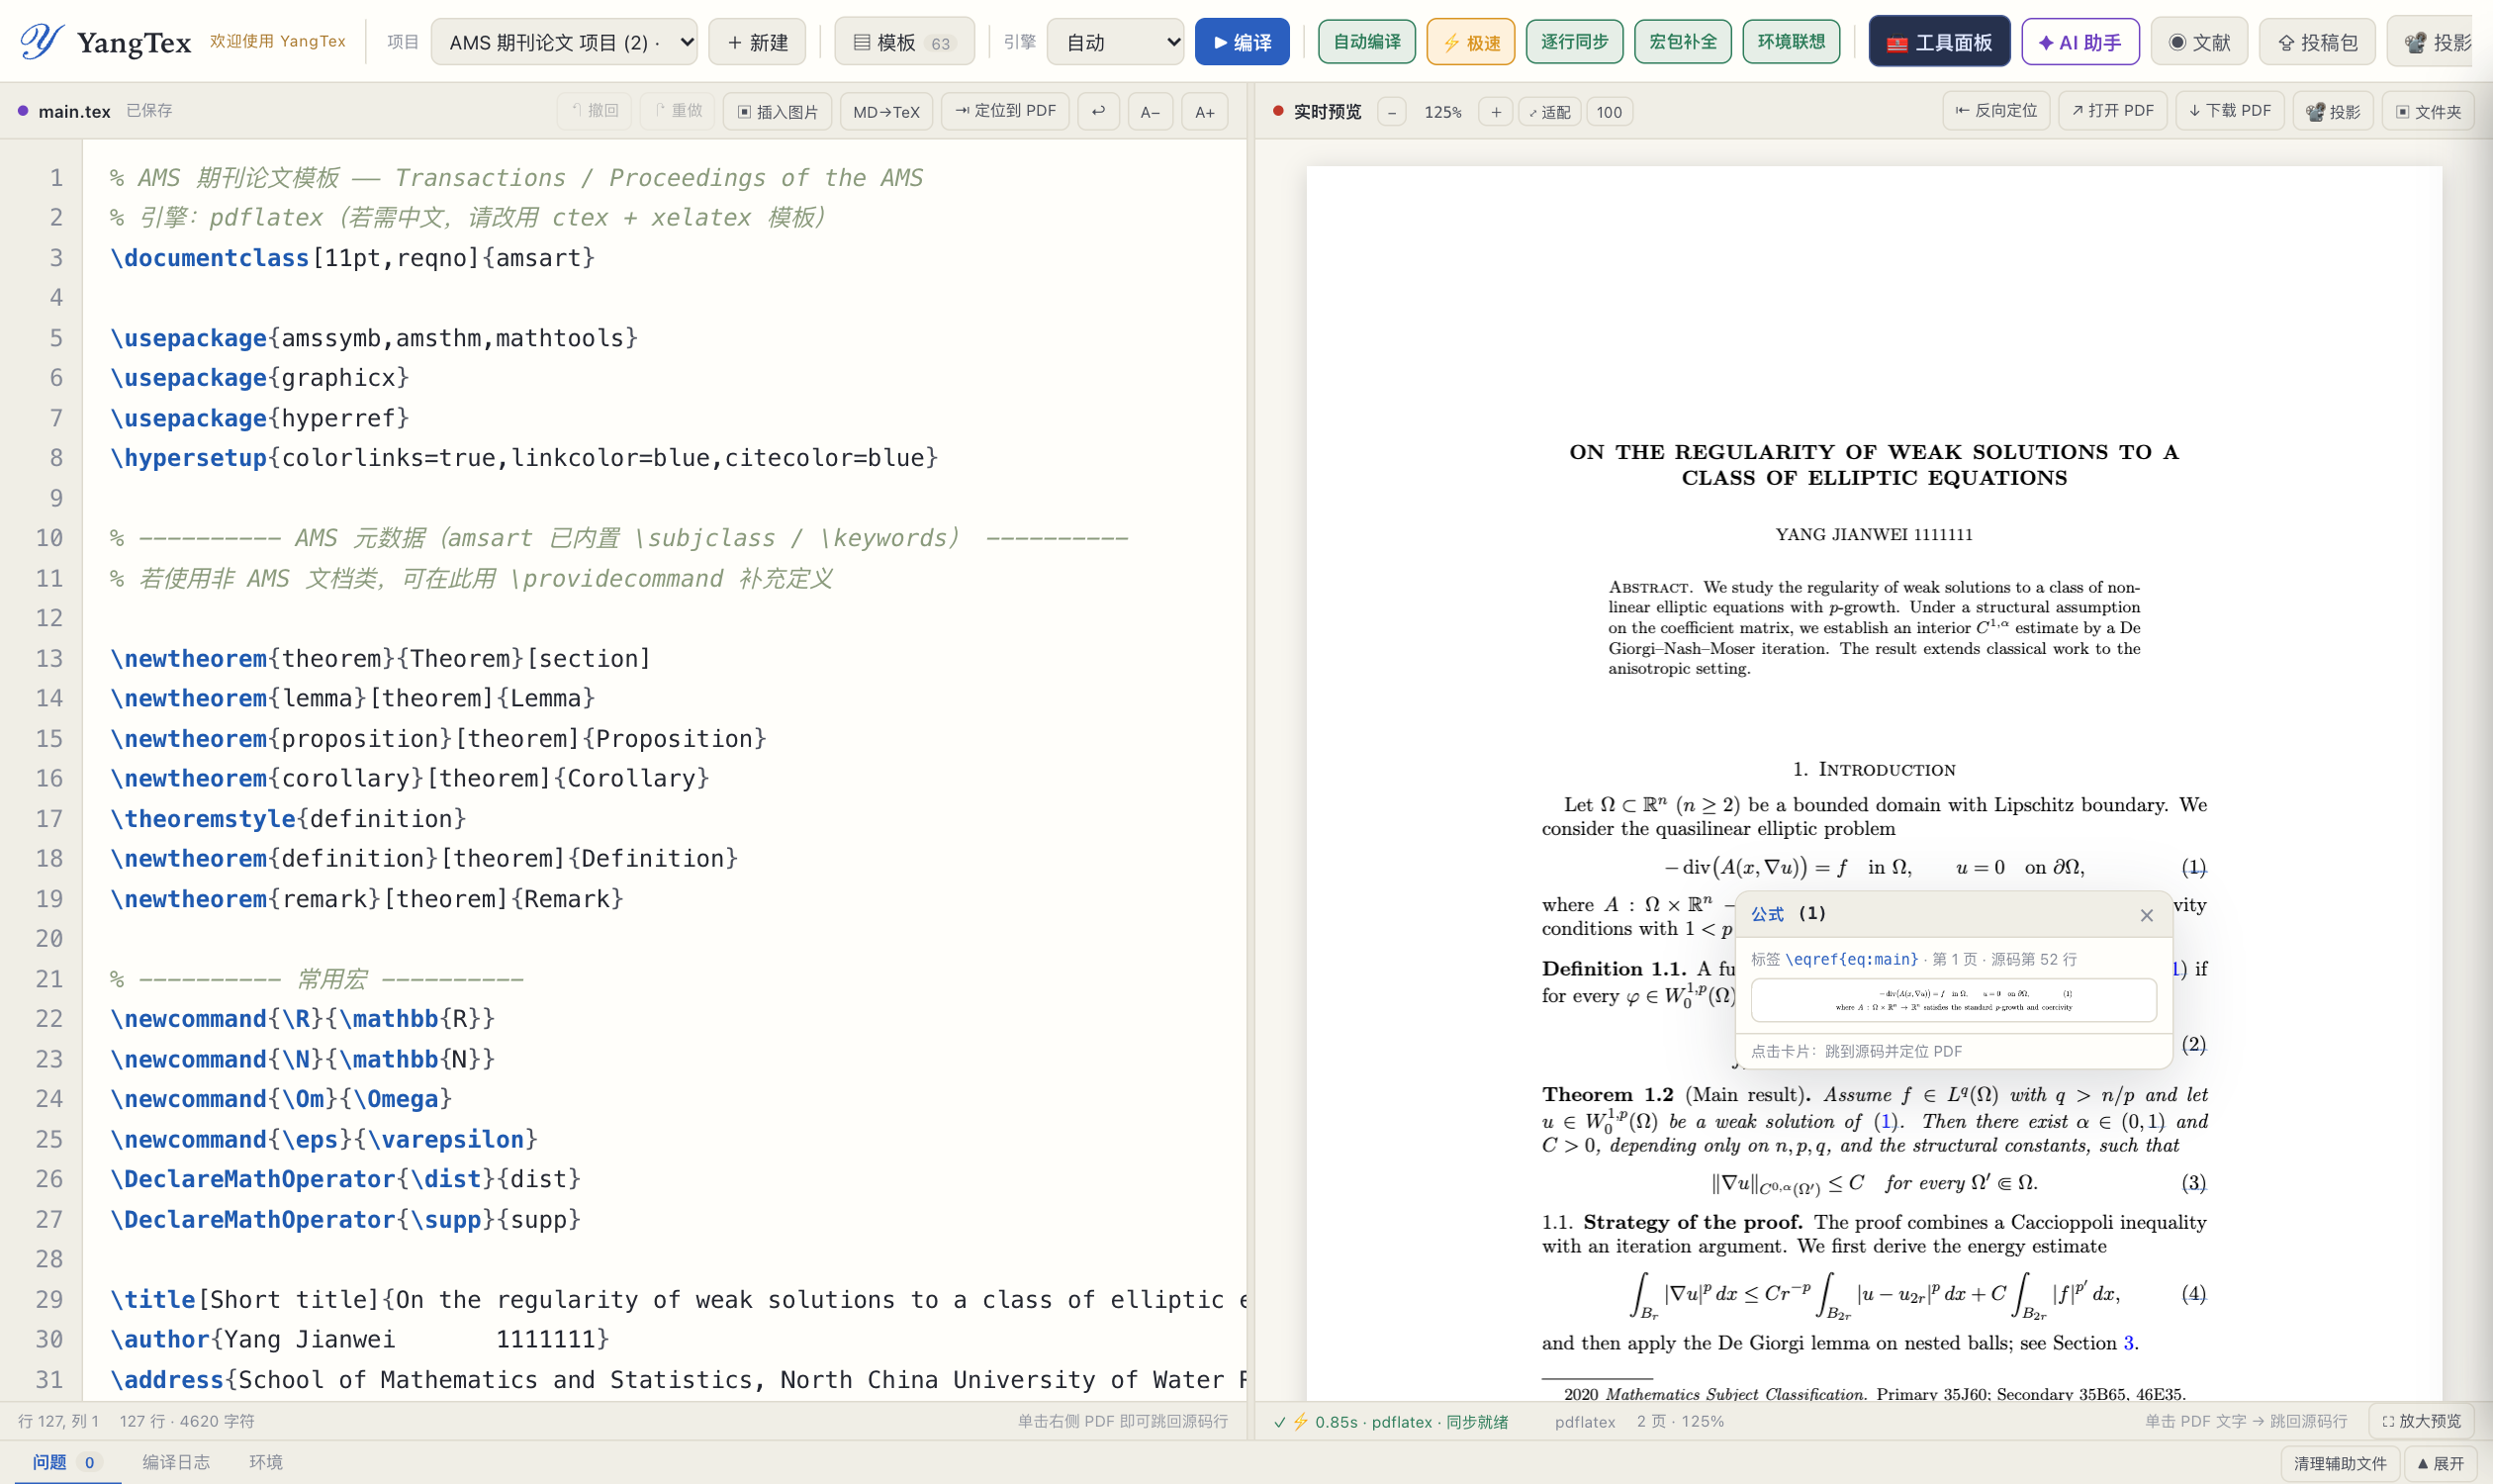 YangTex 欢迎使用 YangTex 项目 AMS 期刊论文 项目 (2) · + 新建 模板 63 引擎 自动 编译 自动编译 极速 逐行同步 宏包补全 环境联想 工具面板 AI 助手 文献 投稿包 投影
main.tex 已保存 撤回 重做 插入图片 MD→TeX 定位到 PDF ↩ A− A+
1 % AMS 期刊论文模板 —— Transactions / Proceedings of the AMS
2 % 引擎：pdflatex（若需中文，请改用 ctex + xelatex 模板）
3 \documentclass[11pt,reqno]{amsart}
4
5 \usepackage{amssymb,amsthm,mathtools}
6 \usepackage{graphicx}
7 \usepackage{hyperref}
8 \hypersetup{colorlinks=true,linkcolor=blue,citecolor=blue}
9
10 % ---------- AMS 元数据（amsart 已内置 \subjclass / \keywords） ----------
11 % 若使用非 AMS 文档类，可在此用 \providecommand 补充定义
12
13 \newtheorem{theorem}{Theorem}[section]
14 \newtheorem{lemma}[theorem]{Lemma}
15 \newtheorem{proposition}[theorem]{Proposition}
16 \newtheorem{corollary}[theorem]{Corollary}
17 \theoremstyle{definition}
18 \newtheorem{definition}[theorem]{Definition}
19 \newtheorem{remark}[theorem]{Remark}
20
21 % ---------- 常用宏 ----------
22 \newcommand{\R}{\mathbb{R}}
23 \newcommand{\N}{\mathbb{N}}
24 \newcommand{\Om}{\Omega}
25 \newcommand{\eps}{\varepsilon}
26 \DeclareMathOperator{\dist}{dist}
27 \DeclareMathOperator{\supp}{supp}
28
29 \title[Short title]{On the regularity of weak solutions to a class of elliptic
30 \author{Yang Jianwei       1111111}
31 \address{School of Mathematics and Statistics, North China University of Water
行 127, 列 1 127 行 · 4620 字符 单击右侧 PDF 即可跳回源码行
实时预览 − 125% + 适配 100 反向定位 打开 PDF 下载 PDF 投影 文件夹
ON THE REGULARITY OF WEAK SOLUTIONS TO A
CLASS OF ELLIPTIC EQUATIONS
YANG JIANWEI 1111111
Abstract. We study the regularity of weak solutions to a class of non-
linear elliptic equations with p-growth. Under a structural assumption
on the coefficient matrix, we establish an interior C^{1,α} estimate by a De
Giorgi–Nash–Moser iteration. The result extends classical work to the
anisotropic setting.
1. Introduction
Let Ω ⊂ ℝⁿ (n ≥ 2) be a bounded domain with Lipschitz boundary. We
consider the quasilinear elliptic problem
− div(A(x, ∇u)) = f in Ω, u = 0 on ∂Ω, (1)
where A : Ω × ℝⁿ
conditions with 1 < p
公式 (1) ×
标签 \eqref{eq:main} · 第 1 页 · 源码第 52 行
− div(A(x, ∇u)) = f in Ω, u = 0 on ∂Ω, (1)
where A : Ω × ℝⁿ → ℝⁿ satisfies the standard p-growth and coercivity
点击卡片：跳到源码并定位 PDF
Definition 1.1. A 1) if
for every φ ∈ W_0^{1,p}(Ω)
(2)
Theorem 1.2 (Main result). Assume f ∈ L^q(Ω) with q > n/p and let
u ∈ W_0^{1,p}(Ω) be a weak solution of (1). Then there exist α ∈ (0, 1) and
C > 0, depending only on n, p, q, and the structural constants, such that
‖∇u‖_{C^{0,α}(Ω′)} ≤ C for every Ω′ ⋐ Ω. (3)
1.1. Strategy of the proof. The proof combines a Caccioppoli inequality
with an iteration argument. We first derive the energy estimate
∫_{B_r} |∇u|^p dx ≤ Cr^{−p} ∫_{B_{2r}} |u − u_{2r}|^p dx + C ∫_{B_{2r}} |f|^{p′} dx, (4)
and then apply the De Giorgi lemma on nested balls; see Section 3.
2020 Mathematics Subject Classification. Primary 35J60; Secondary 35B65, 46E35.
✓ ⚡ 0.85s · pdflatex · 同步就绪 pdflatex 2 页 · 125% 单击 PDF 文字 → 跳回源码行 放大预览
问题 0 编译日志 环境 清理辅助文件 ▲ 展开